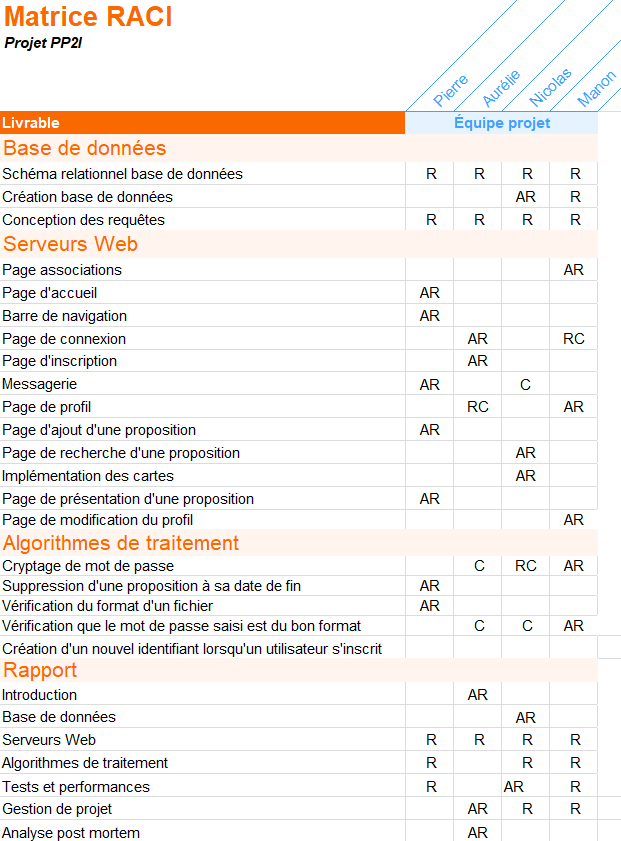 Matrice RACI
Projet PP2I
Pierre Aurélie Nicolas Manon
Livrable Équipe projet
Base de données
Schéma relationnel base de données R R R R
Création base de données AR R
Conception des requêtes R R R R
Serveurs Web
Page associations AR
Page d'accueil AR
Barre de navigation AR
Page de connexion AR RC
Page d'inscription AR
Messagerie AR C
Page de profil RC AR
Page d'ajout d'une proposition AR
Page de recherche d'une proposition AR
Implémentation des cartes AR
Page de présentation d'une proposition AR
Page de modification du profil AR
Algorithmes de traitement
Cryptage de mot de passe C RC AR
Suppression d'une proposition à sa date de fin AR
Vérification du format d'un fichier AR
Vérification que le mot de passe saisi est du bon format C C AR
Création d'un nouvel identifiant lorsqu'un utilisateur s'inscrit
Rapport
Introduction AR
Base de données AR
Serveurs Web R R R R
Algorithmes de traitement R R R
Tests et performances R AR R
Gestion de projet AR R R
Analyse post mortem AR